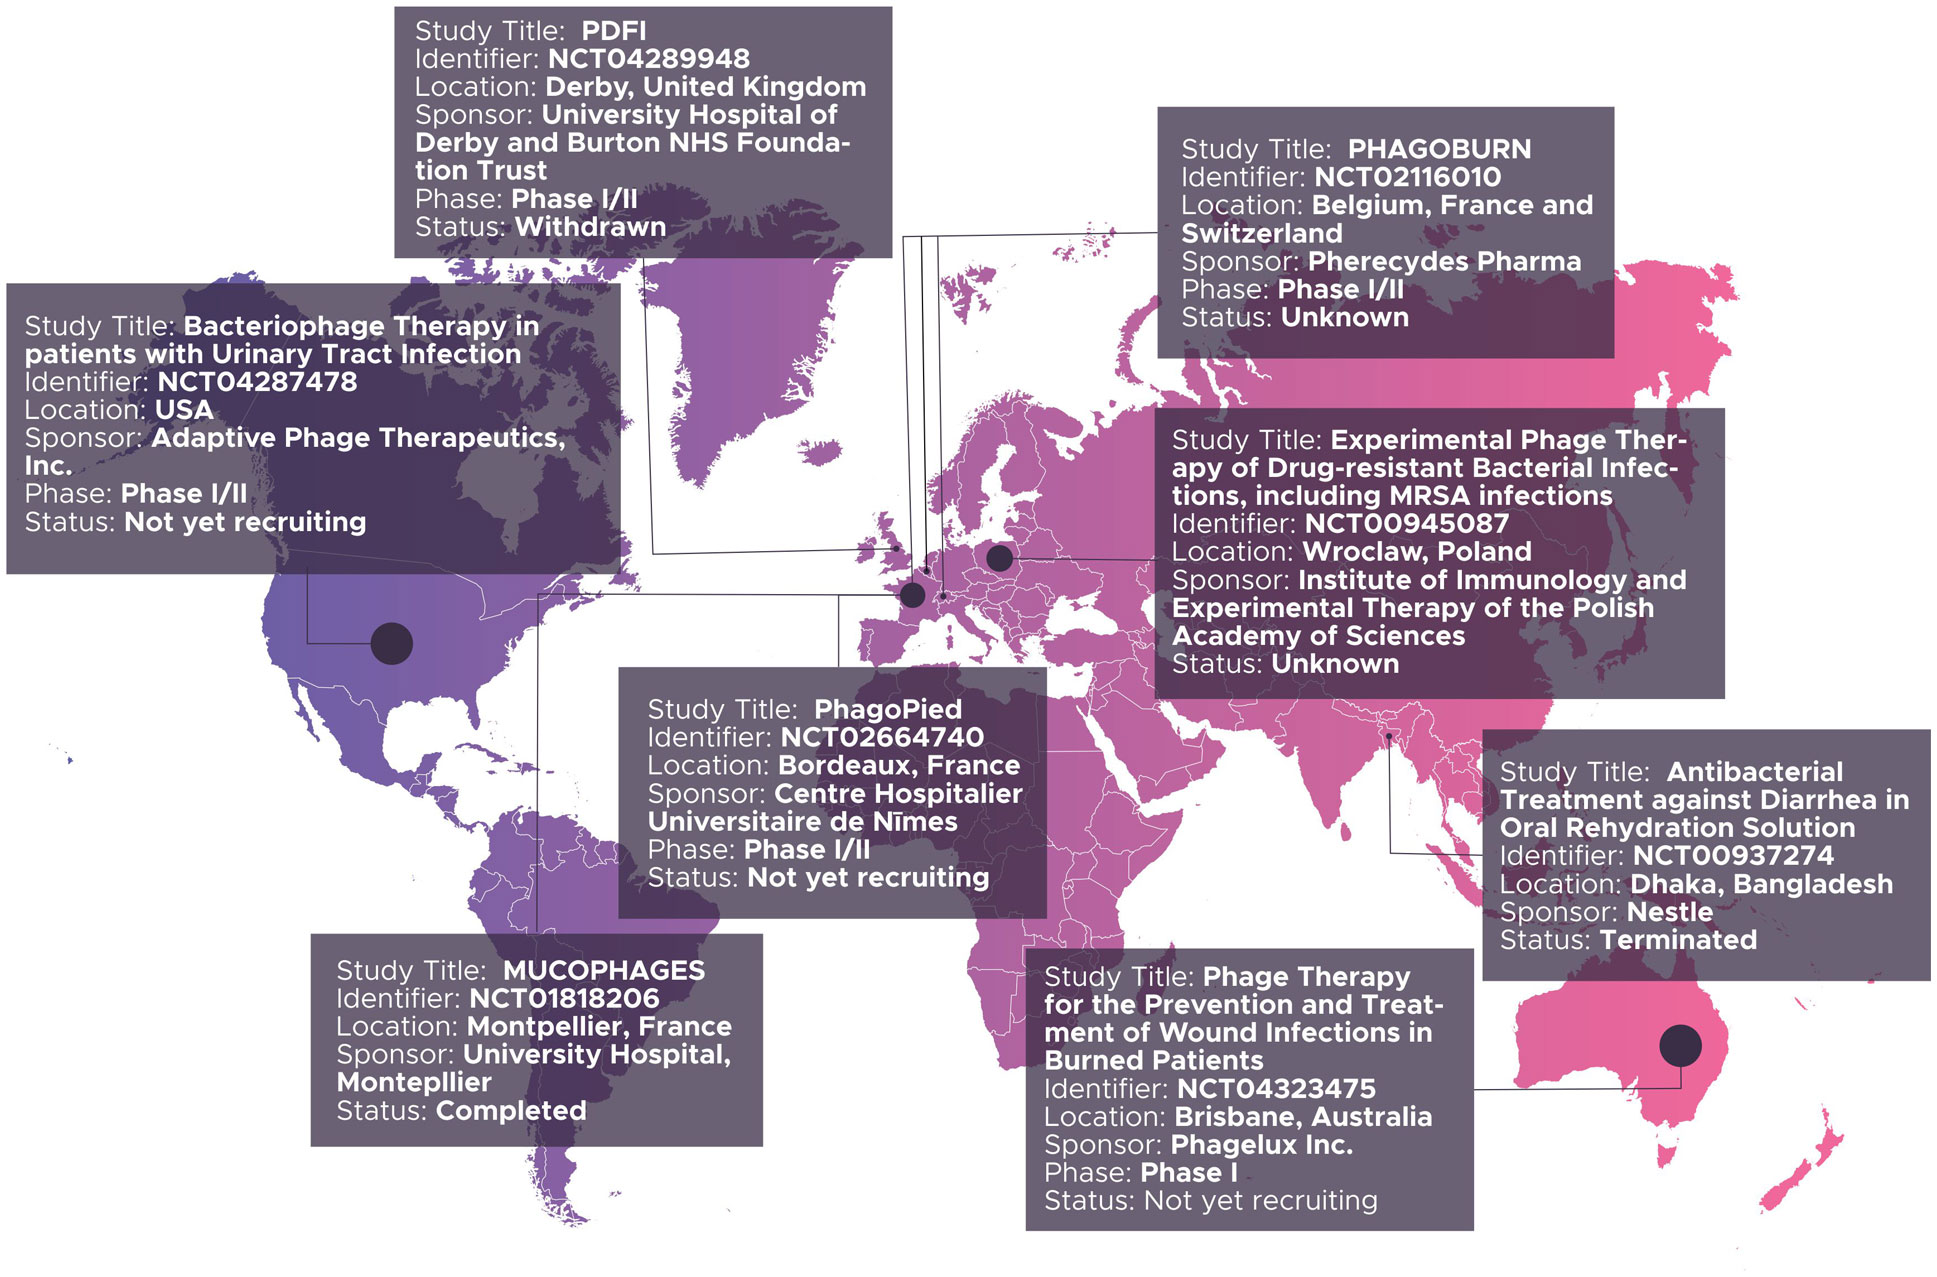 Study Title: PDFI
Identifier: NCT04289948
Location: Derby, United Kingdom
Sponsor: University Hospital of
Derby and Burton NHS Founda-
tion Trust
Phase: Phase I/II
Status: Withdrawn
Study Title: PHAGOBURN
Identifier: NCT02116010
Location: Belgium, France and
Switzerland
Sponsor: Pherecydes Pharma
Phase: Phase I/II
Status: Unknown
Study Title: Bacteriophage Therapy in
patients with Urinary Tract Infection
Identifier: NCT04287478
Location: USA
Sponsor: Adaptive Phage Therapeutics,
Inc.
Phase: Phase I/II
Status: Not yet recruiting
Study Title: Experimental Phage Ther-
apy of Drug-resistant Bacterial Infec-
tions, including MRSA infections
Identifier: NCT00945087
Location: Wroclaw, Poland
Sponsor: Institute of Immunology and
Experimental Therapy of the Polish
Academy of Sciences
Status: Unknown
Study Title: PhagoPied
Identifier: NCT02664740
Location: Bordeaux, France
Sponsor: Centre Hospitalier
Universitaire de Nīmes
Phase: Phase I/II
Status: Not yet recruiting
Study Title: Antibacterial
Treatment against Diarrhea in
Oral Rehydration Solution
Identifier: NCT00937274
Location: Dhaka, Bangladesh
Sponsor: Nestle
Status: Terminated
Study Title: MUCOPHAGES
Identifier: NCT01818206
Location: Montpellier, France
Sponsor: University Hospital,
Montepllier
Status: Completed
Study Title: Phage Therapy
for the Prevention and Treat-
ment of Wound Infections in
Burned Patients
Identifier: NCT04323475
Location: Brisbane, Australia
Sponsor: Phagelux Inc.
Phase: Phase I
Status: Not yet recruiting